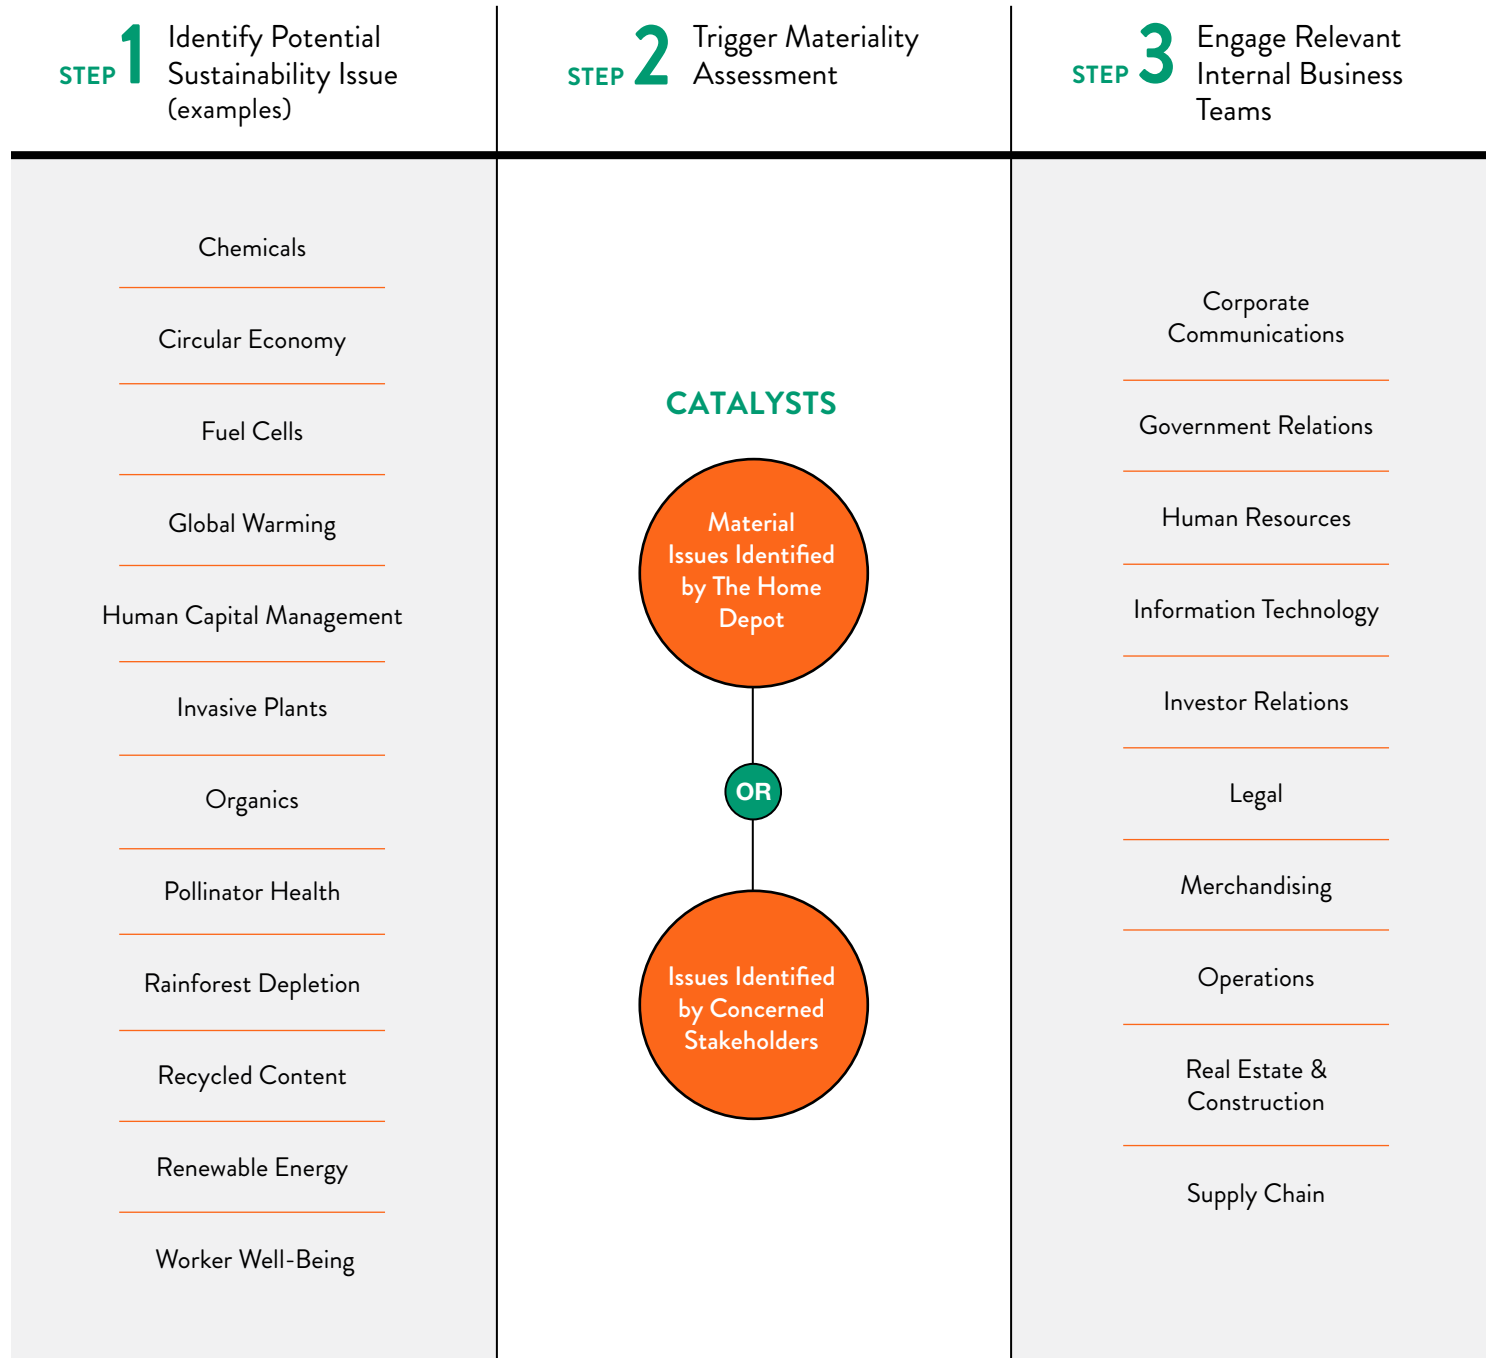 STEP 1
Identify Potential
Sustainability Issue
(examples)
STEP 2
Trigger Materiality
Assessment
STEP 3
Engage Relevant
Internal Business
Teams
Chemicals
Circular Economy
Fuel Cells
Global Warming
Human Capital Management
Invasive Plants
Organics
Pollinator Health
Rainforest Depletion
Recycled Content
Renewable Energy
Worker Well-Being
CATALYSTS
Material
Issues Identified
by The Home
Depot
OR
Issues Identified
by Concerned
Stakeholders
Corporate
Communications
Government Relations
Human Resources
Information Technology
Investor Relations
Legal
Merchandising
Operations
Real Estate &
Construction
Supply Chain